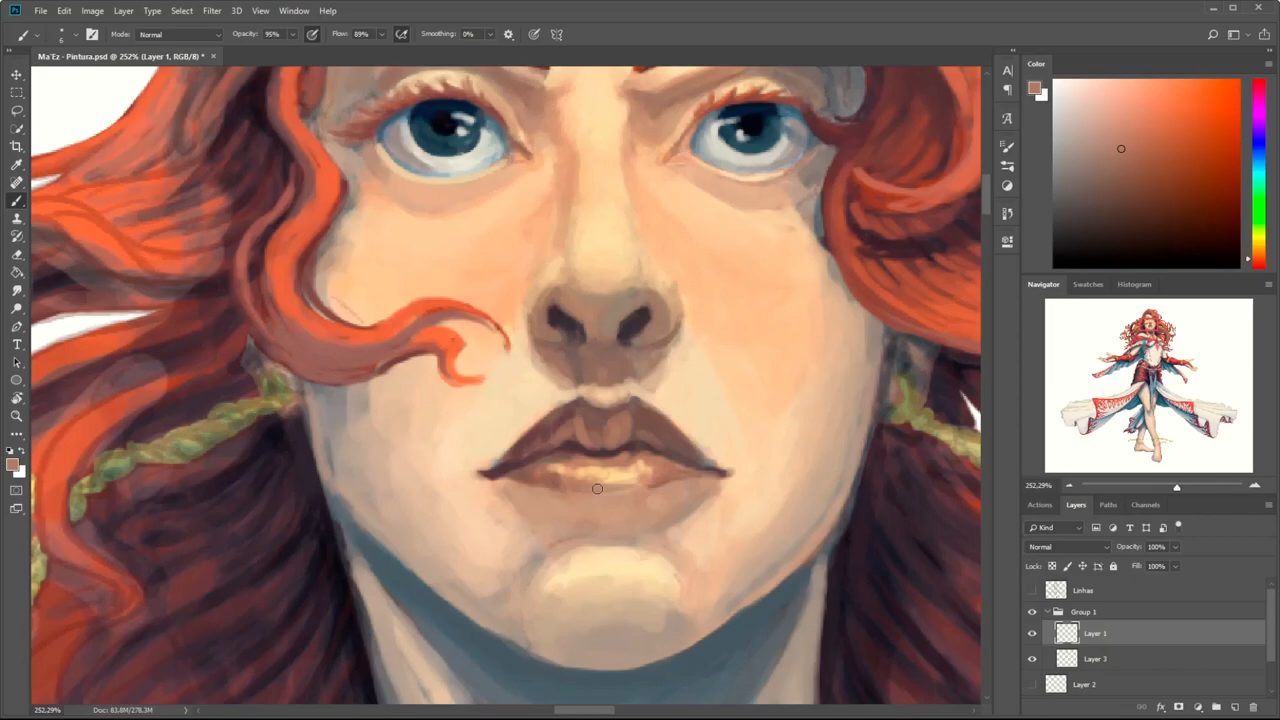 Ps File Edit Image Layer Type Select Filter 3D View Window Help
6 Mode: Normal Opacity: 95% Flow: 89% Smoothing: 0%
Ma'Ez - Pintura.psd @ 252% (Layer 1, RGB/8) *
Color
Navigator Swatches Histogram
252,29%
Actions Layers Paths Channels
Kind
Normal Opacity: 100%
Lock: Fill: 100%
Linhas
Group 1
Layer 1
Layer 3
Layer 2
252,29% Doc: 83,8M/278,3M